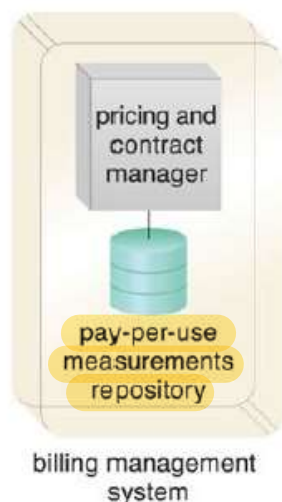 pricing and
contract
manager
pay-per-use
measurements
repository
billing management
system